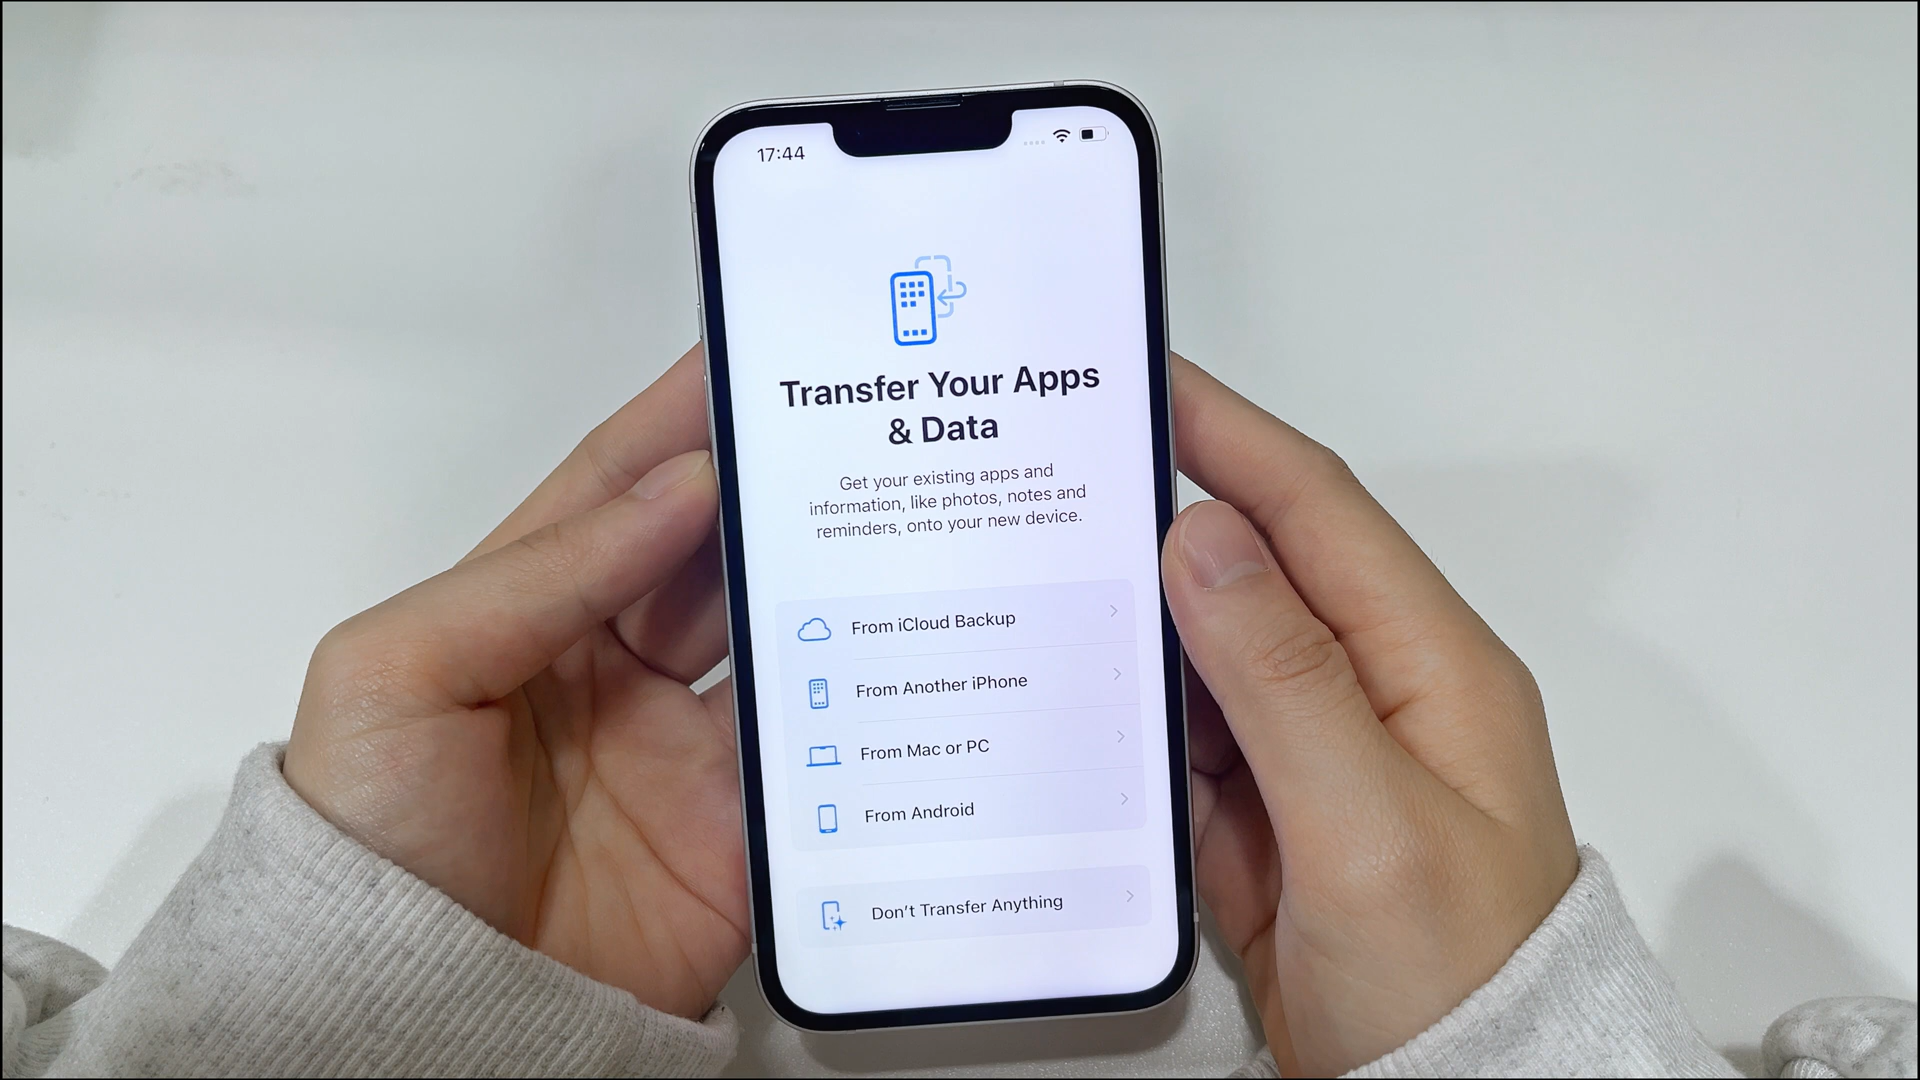 17:44
Transfer Your Apps
& Data
Get your existing apps and
information, like photos, notes and
reminders, onto your new device.
From iCloud Backup
From Another iPhone
From Mac or PC
From Android
Don't Transfer Anything